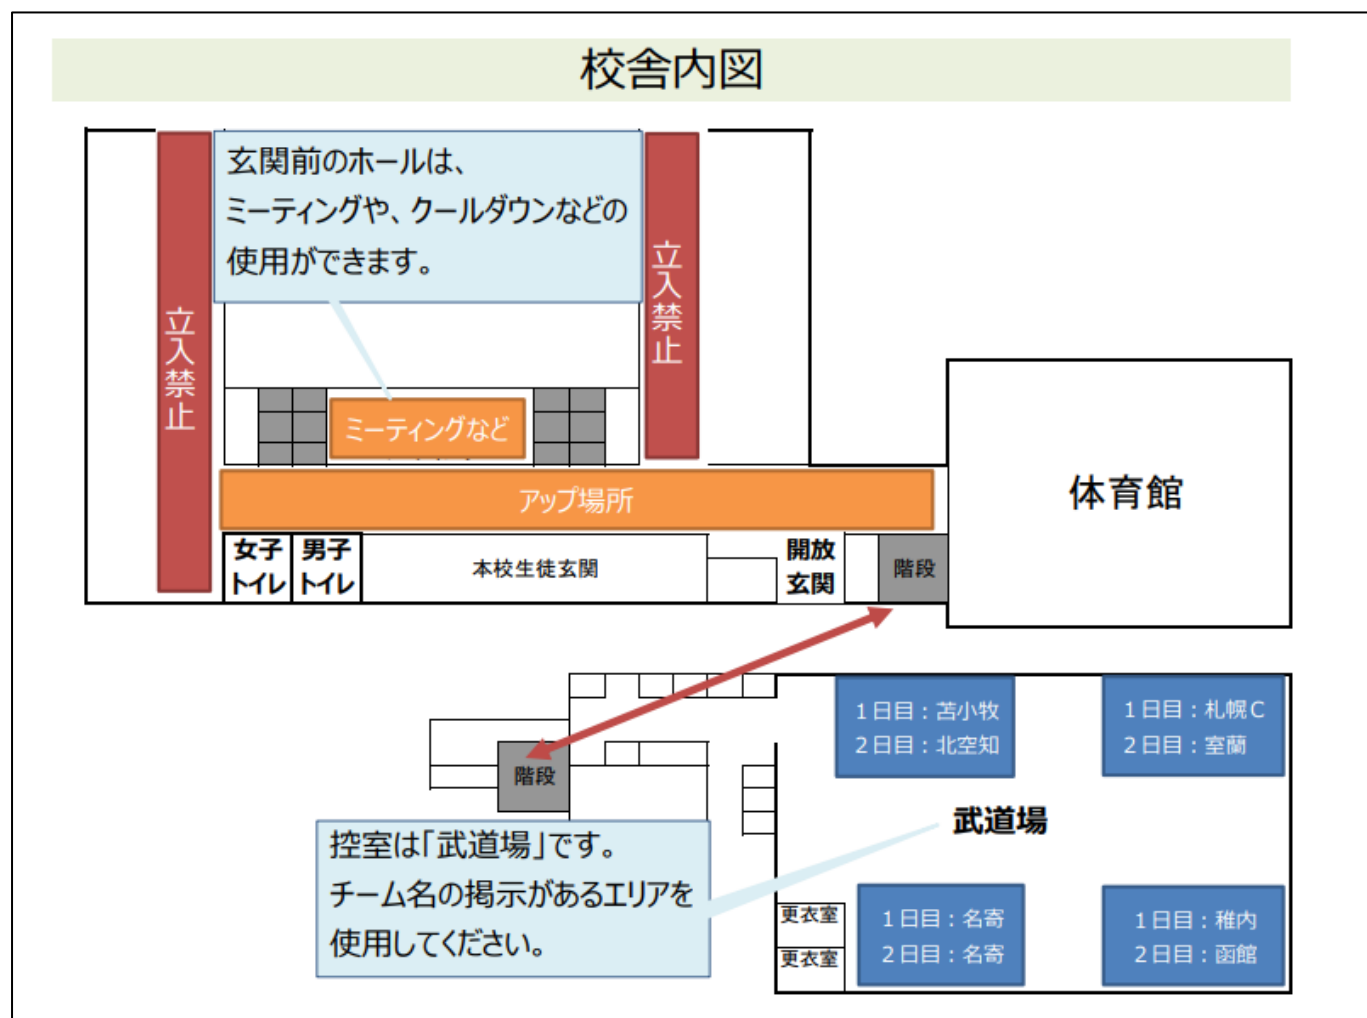 校舎内図
玄関前のホールは、
ミーティングや、クールダウンなどの
使用ができます。
立入禁止
立入禁止
ミーティングなど
アップ場所
体育館
女子
トイレ
男子
トイレ
本校生徒玄関
開放
玄関
階段
階段
1日目：苫小牧
2日目：北空知
1日目：札幌C
2日目：室蘭
武道場
控室は「武道場」です。
チーム名の掲示があるエリアを
使用してください。
更衣室
更衣室
1日目：名寄
2日目：名寄
1日目：稚内
2日目：函館